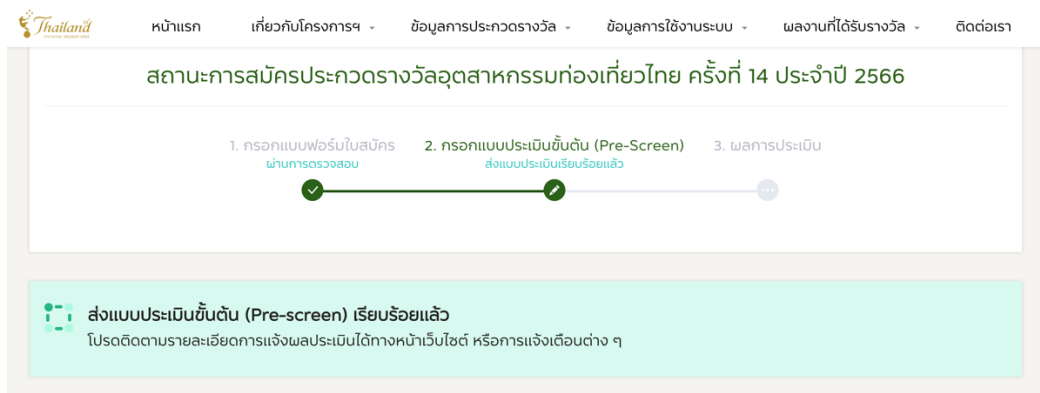 Thailand
หน้าแรก
เกี่ยวกับโครงการฯ
ข้อมูลการประกวดรางวัล
ข้อมูลการใช้งานระบบ
ผลงานที่ได้รับรางวัล
ติดต่อเรา
สถานะการสมัครประกวดรางวัลอุตสาหกรรมท่องเที่ยวไทย ครั้งที่ 14 ประจำปี 2566
1. กรอกแบบฟอร์มใบสมัคร
ผ่านการตรวจสอบ
2. กรอกแบบประเมินขั้นต้น (Pre-Screen)
ส่งแบบประเมินเรียบร้อยแล้ว
3. ผลการประเมิน
ส่งแบบประเมินขั้นต้น (Pre-screen) เรียบร้อยแล้ว
โปรดติดตามรายละเอียดการแจ้งผลประเมินได้ทางหน้าเว็บไซต์ หรือการแจ้งเตือนต่าง ๆ